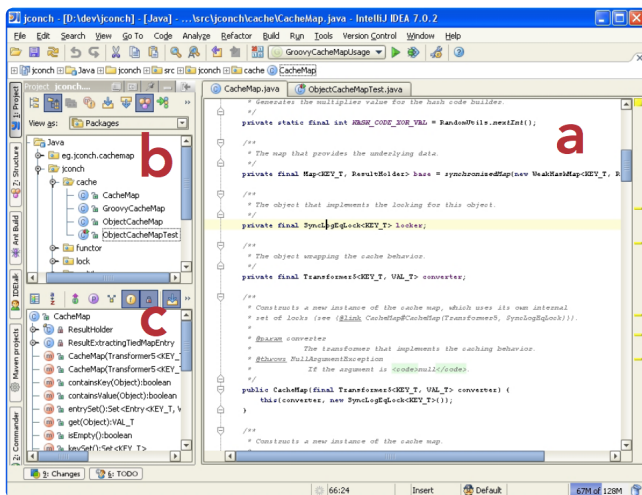 jconch - [D:\dev\jconch] - [Java] - ...\src\jconch\cache\CacheMap.java - IntelliJ IDEA 7.0.2
File Edit Search View Go To Code Analyze Refactor Build Run Tools Version Control Window Help
GroovyCacheMapUsage
jconch Java jconch src jconch cache CacheMap
1: Project
7: Structure
Ant Build
IDEtalk
Maven projects
2: Commander
Project jconch...
View as: Packages
b
Java
eg.jconch.cachemap
jconch
cache
CacheMap
GroovyCacheMap
ObjectCacheMap
ObjectCacheMapTest
functor
lock
c
CacheMap
ResultHolder
ResultExtractingTiedMapEntry
CacheMap(Transformer5<KEY_
CacheMap(Transformer5<KEY_
containsKey(Object):boolean
containsValue(Object):boolean
entrySet():Set<Entry<KEY_T, V
get(Object):VAL_T
isEmpty():boolean
keySet():Set<KEY_T>
CacheMap.java ObjectCacheMapTest.java
a
* Generates the multiplies value for the hash code builders.
*/
private static final int HASH_CODE_XOR_VAL = RandomUtils.nextInt();
/**
* The map that provides the underlying data.
*/
private final Map<KEY_T, ResultHolder> base = synchronizedMap(new WeakHashMap<KEY_T, R
/**
* The object that implements the locking for this object.
*/
private final SyncLogEqLock<KEY_T> locker;
/**
* The object wrapping the cache behavior.
*/
private final Transformer5<KEY_T, VAL_T> converter;
/**
* Constructs a new instance of the cache map, which uses its own internal
* set of locks (see {@link CacheMap#CacheMap(Transformer5, SyncLogEqLock)}).
*
* @param converter
* The transformer that implements the caching behavior.
* @throws NullArgumentException
* If the argument is <code>null</code>.
*/
public CacheMap(final Transformer5<KEY_T, VAL_T> converter) {
this(converter, new SyncLogEqLock<KEY_T>());
}
/**
* Constructs a new instance of the cache map.
9: Changes 6: TODO
66:24 Insert Default 67M of 128M